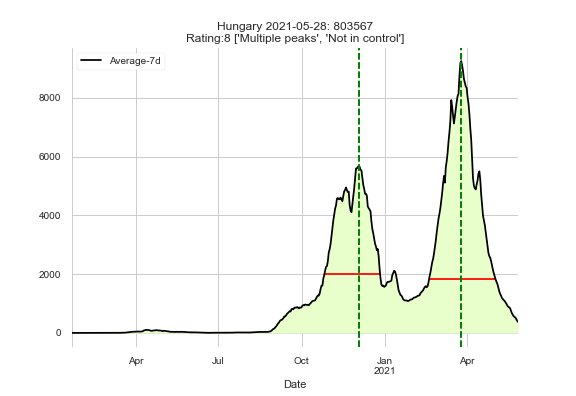 Hungary 2021-05-28: 803567
Rating:8 ['Multiple peaks', 'Not in control']
Average-7d
8000
6000
4000
2000
0
Apr Jul Oct Jan Apr
2021
Date